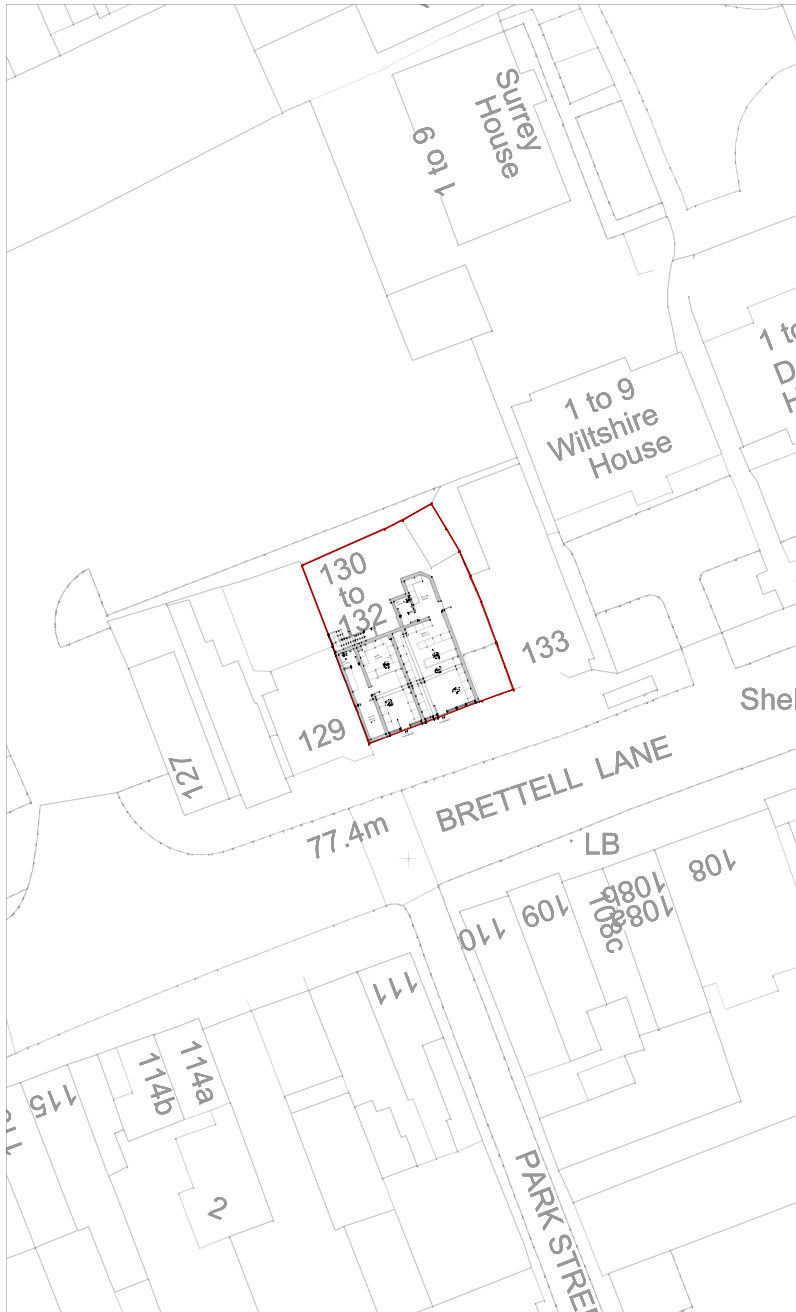 Surrey
House
1 to 9
1 to 9
Wiltshire
House
130
to
132
133
129
127
Shel
BRETTELL LANE
77.4m
LB
108
108b
108a
108c
109
110
111
114a
114b
115
2
PARK STREE